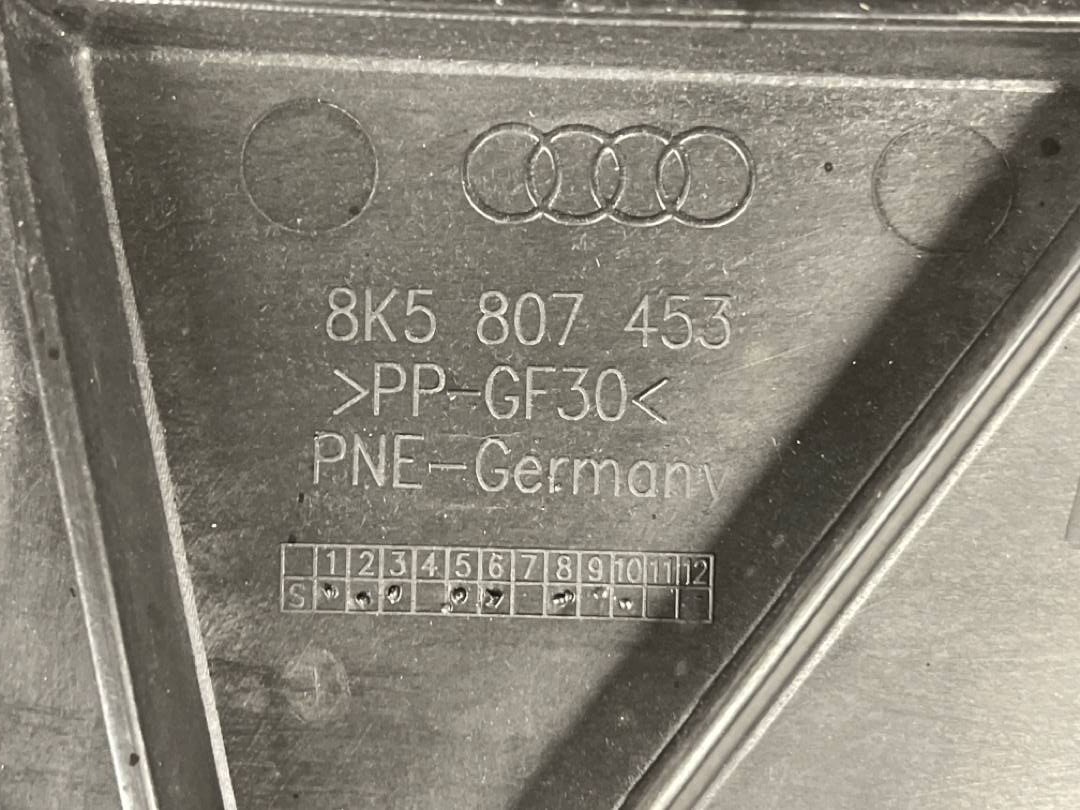 8K5 807 453
>PP-GF30<
PNE-Germany
1 2 3 4 5 6 7 8 9 10 11 12
S